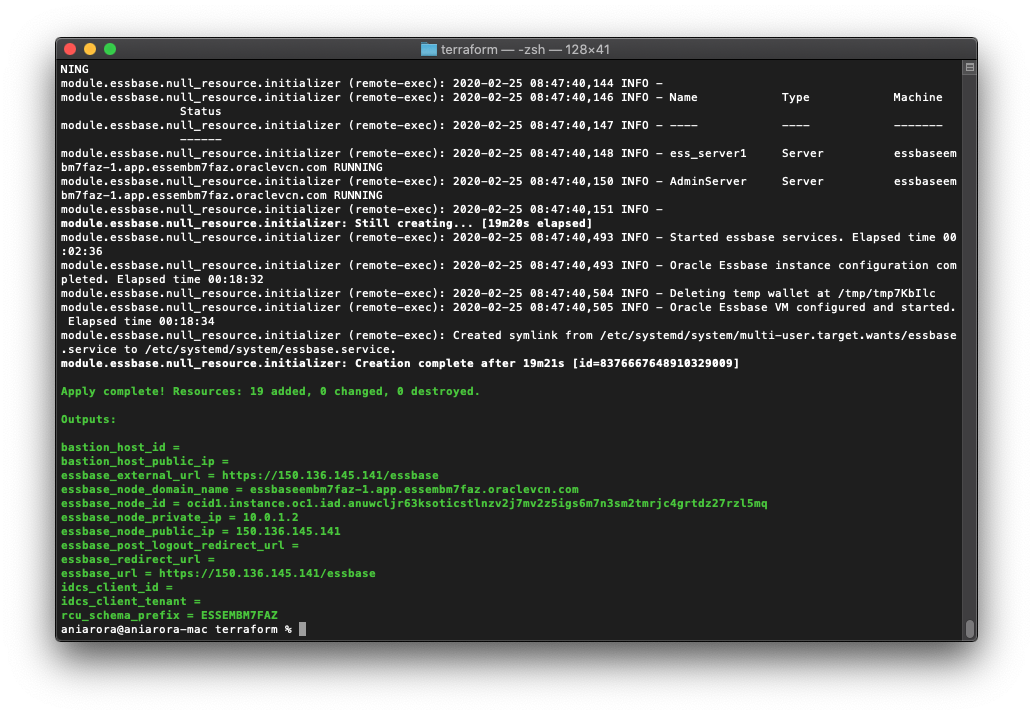 terraform — -zsh — 128×41
NING
module.essbase.null_resource.initializer (remote-exec): 2020-02-25 08:47:40,144 INFO -
module.essbase.null_resource.initializer (remote-exec): 2020-02-25 08:47:40,146 INFO - Name            Type            Machine
                 Status
module.essbase.null_resource.initializer (remote-exec): 2020-02-25 08:47:40,147 INFO - ----            ----            -------
                 ------
module.essbase.null_resource.initializer (remote-exec): 2020-02-25 08:47:40,148 INFO - ess_server1     Server          essbaseem
bm7faz-1.app.essembm7faz.oraclevcn.com RUNNING
module.essbase.null_resource.initializer (remote-exec): 2020-02-25 08:47:40,150 INFO - AdminServer     Server          essbaseem
bm7faz-1.app.essembm7faz.oraclevcn.com RUNNING
module.essbase.null_resource.initializer (remote-exec): 2020-02-25 08:47:40,151 INFO -
module.essbase.null_resource.initializer: Still creating... [19m20s elapsed]
module.essbase.null_resource.initializer (remote-exec): 2020-02-25 08:47:40,493 INFO - Started essbase services. Elapsed time 00
:02:36
module.essbase.null_resource.initializer (remote-exec): 2020-02-25 08:47:40,493 INFO - Oracle Essbase instance configuration com
pleted. Elapsed time 00:18:32
module.essbase.null_resource.initializer (remote-exec): 2020-02-25 08:47:40,504 INFO - Deleting temp wallet at /tmp/tmp7KbIlc
module.essbase.null_resource.initializer (remote-exec): 2020-02-25 08:47:40,505 INFO - Oracle Essbase VM configured and started.
 Elapsed time 00:18:34
module.essbase.null_resource.initializer (remote-exec): Created symlink from /etc/systemd/system/multi-user.target.wants/essbase
.service to /etc/systemd/system/essbase.service.
module.essbase.null_resource.initializer: Creation complete after 19m21s [id=8376667648910329009]
Apply complete! Resources: 19 added, 0 changed, 0 destroyed.
Outputs:
bastion_host_id =
bastion_host_public_ip =
essbase_external_url = https://150.136.145.141/essbase
essbase_node_domain_name = essbaseembm7faz-1.app.essembm7faz.oraclevcn.com
essbase_node_id = ocid1.instance.oc1.iad.anuwcljr63ksoticstlnzv2j7mv2z5igs6m7n3sm2tmrjc4grtdz27rzl5mq
essbase_node_private_ip = 10.0.1.2
essbase_node_public_ip = 150.136.145.141
essbase_post_logout_redirect_url =
essbase_redirect_url =
essbase_url = https://150.136.145.141/essbase
idcs_client_id =
idcs_client_tenant =
rcu_schema_prefix = ESSEMBM7FAZ
aniarora@aniarora-mac terraform %